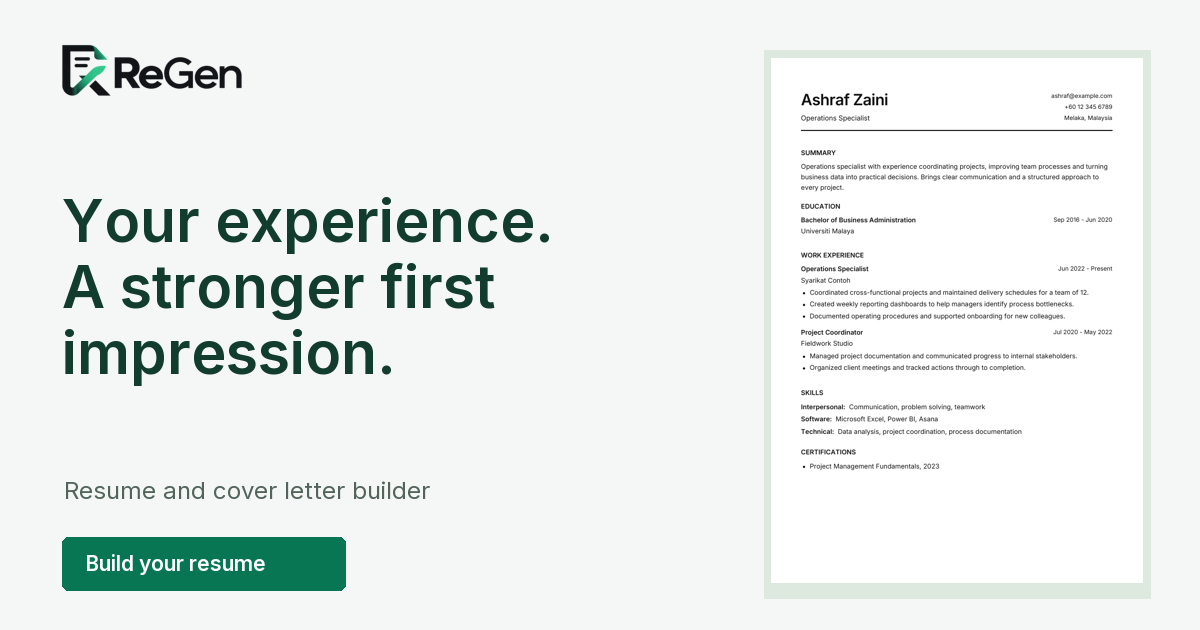 ReGen
Your experience.
A stronger first
impression.
Resume and cover letter builder
Build your resume
Ashraf Zaini
Operations Specialist
ashraf@example.com
+60 12 345 6789
Melaka, Malaysia
SUMMARY
Operations specialist with experience coordinating projects, improving team processes and turning
business data into practical decisions. Brings clear communication and a structured approach to
every project.
EDUCATION
Bachelor of Business Administration Sep 2016 - Jun 2020
Universiti Malaya
WORK EXPERIENCE
Operations Specialist Jun 2022 - Present
Syarikat Contoh
• Coordinated cross-functional projects and maintained delivery schedules for a team of 12.
• Created weekly reporting dashboards to help managers identify process bottlenecks.
• Documented operating procedures and supported onboarding for new colleagues.
Project Coordinator Jul 2020 - May 2022
Fieldwork Studio
• Managed project documentation and communicated progress to internal stakeholders.
• Organized client meetings and tracked actions through to completion.
SKILLS
Interpersonal: Communication, problem solving, teamwork
Software: Microsoft Excel, Power BI, Asana
Technical: Data analysis, project coordination, process documentation
CERTIFICATIONS
• Project Management Fundamentals, 2023